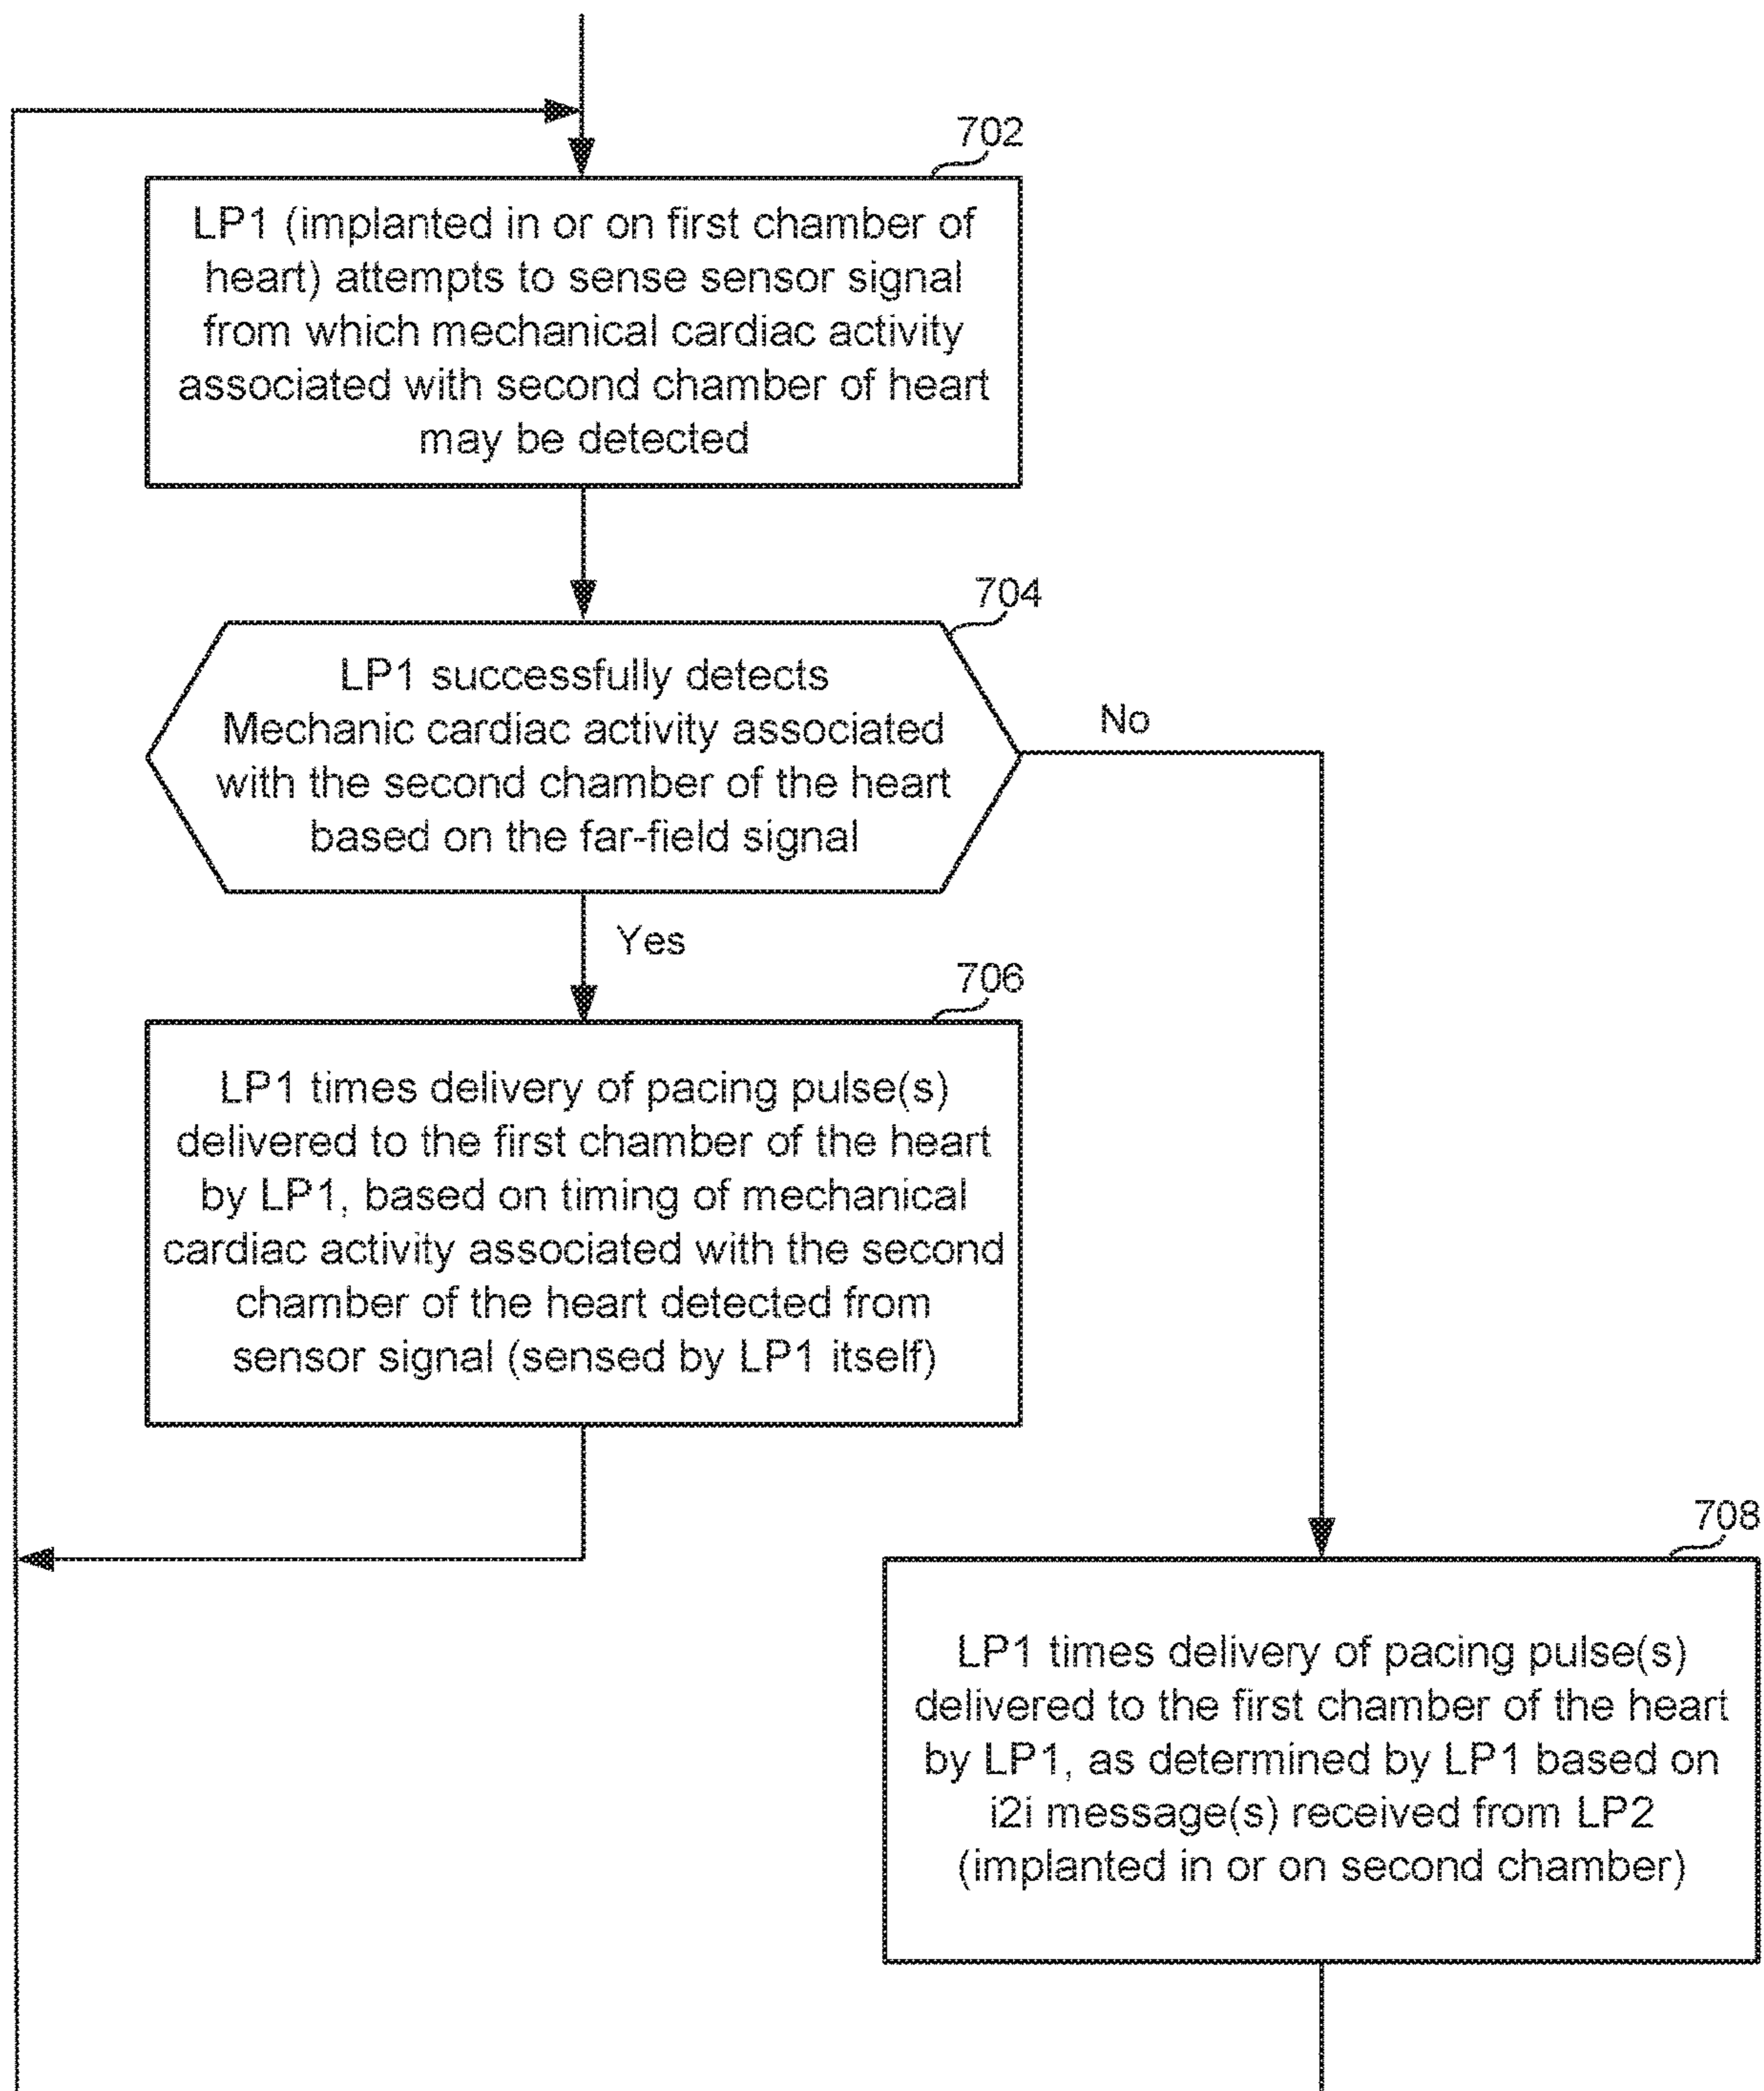 702
LP1 (implanted in or on first chamber of
heart) attempts to sense sensor signal
from which mechanical cardiac activity
associated with second chamber of heart
may be detected
704
LP1 successfully detects
Mechanic cardiac activity associated
with the second chamber of the heart
based on the far-field signal
No
Yes
706
LP1 times delivery of pacing pulse(s)
delivered to the first chamber of the heart
by LP1, based on timing of mechanical
cardiac activity associated with the second
chamber of the heart detected from
sensor signal (sensed by LP1 itself)
708
LP1 times delivery of pacing pulse(s)
delivered to the first chamber of the heart
by LP1, as determined by LP1 based on
i2i message(s) received from LP2
(implanted in or on second chamber)